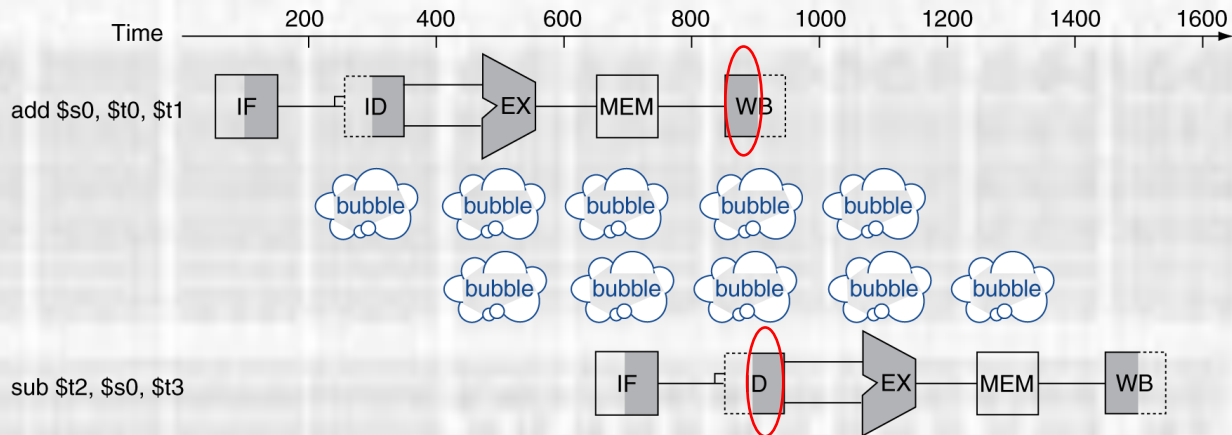 200 400 600 800 1000 1200 1400 1600
Time
add $s0, $t0, $t1 IF ID EX MEM WB
bubble bubble bubble bubble bubble
bubble bubble bubble bubble bubble
sub $t2, $s0, $t3 IF D EX MEM WB